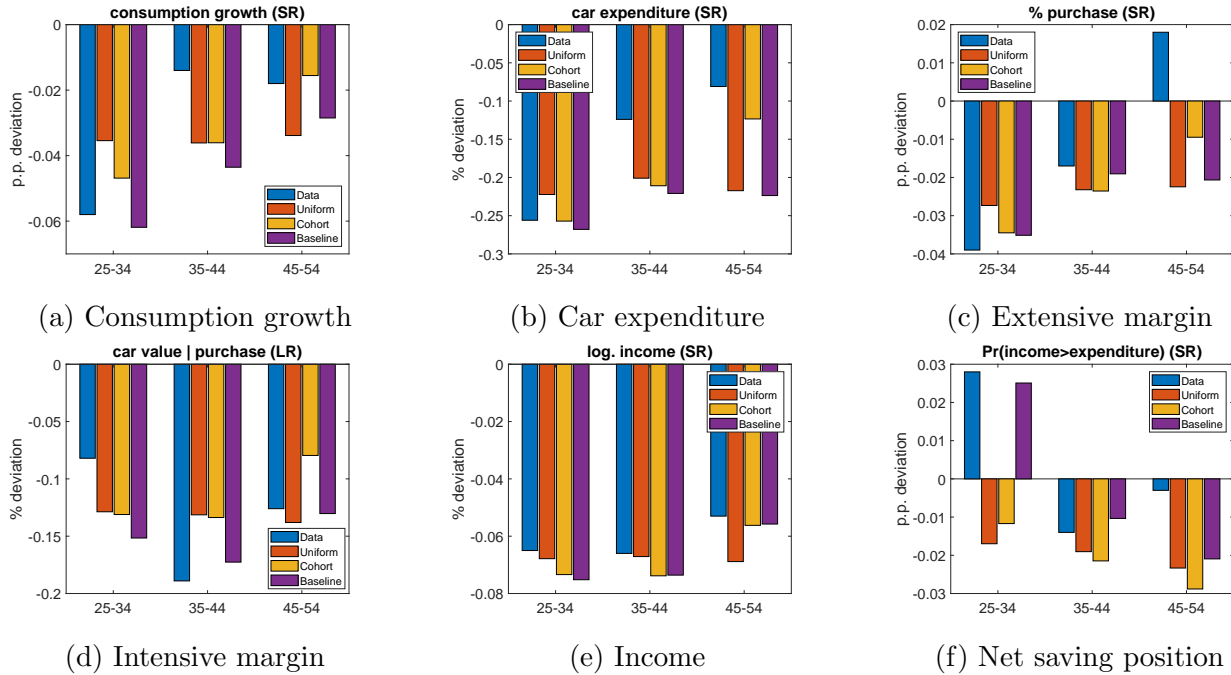 consumption growth (SR)
0
-0.02
-0.04
-0.06
p.p. deviation
Data
Uniform
Cohort
Baseline
25-34 35-44 45-54
(a) Consumption growth
car expenditure (SR)
0
-0.05
-0.1
-0.15
-0.2
-0.25
-0.3
% deviation
Data
Uniform
Cohort
Baseline
25-34 35-44 45-54
(b) Car expenditure
% purchase (SR)
0.02
0.01
0
-0.01
-0.02
-0.03
-0.04
p.p. deviation
Data
Uniform
Cohort
Baseline
25-34 35-44 45-54
(c) Extensive margin
car value | purchase (LR)
0
-0.05
-0.1
-0.15
-0.2
% deviation
Data
Uniform
Cohort
Baseline
25-34 35-44 45-54
(d) Intensive margin
log. income (SR)
0
-0.02
-0.04
-0.06
-0.08
% deviation
Data
Uniform
Cohort
Baseline
25-34 35-44 45-54
(e) Income
Pr(income>expenditure) (SR)
0.03
0.02
0.01
0
-0.01
-0.02
-0.03
p.p. deviation
Data
Uniform
Cohort
Baseline
25-34 35-44 45-54
(f) Net saving position